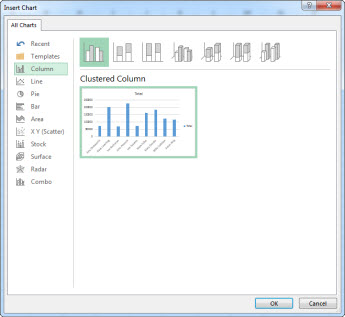 Insert Chart
All Charts
Recent
Templates
Column
Line
Pie
Bar
Area
X Y (Scatter)
Stock
Surface
Radar
Combo
Clustered Column
Total
OK
Cancel